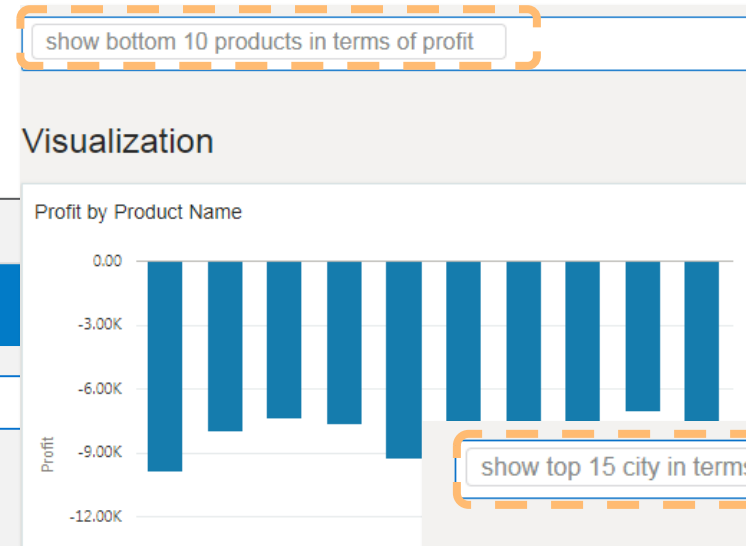 show bottom 10 products in terms of profit
Visualization
Profit by Product Name
0.00
-3.00K
-6.00K
-9.00K
-12.00K
Profit
show top 15 city in terms